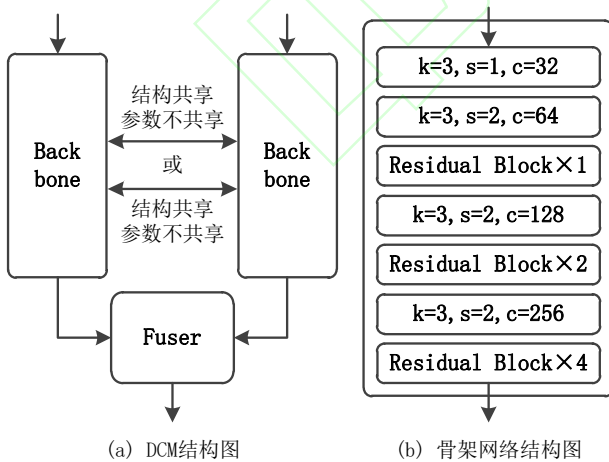 结构共享
参数不共享
或
结构共享
参数不共享
Back
bone
Back
bone
Fuser
(a) DCM结构图
k=3,s=1,c=32
k=3,s=2,c=64
Residual Block×1
k=3,s=2,c=128
Residual Block×2
k=3,s=2,c=256
Residual Block×4
(b) 骨架网络结构图